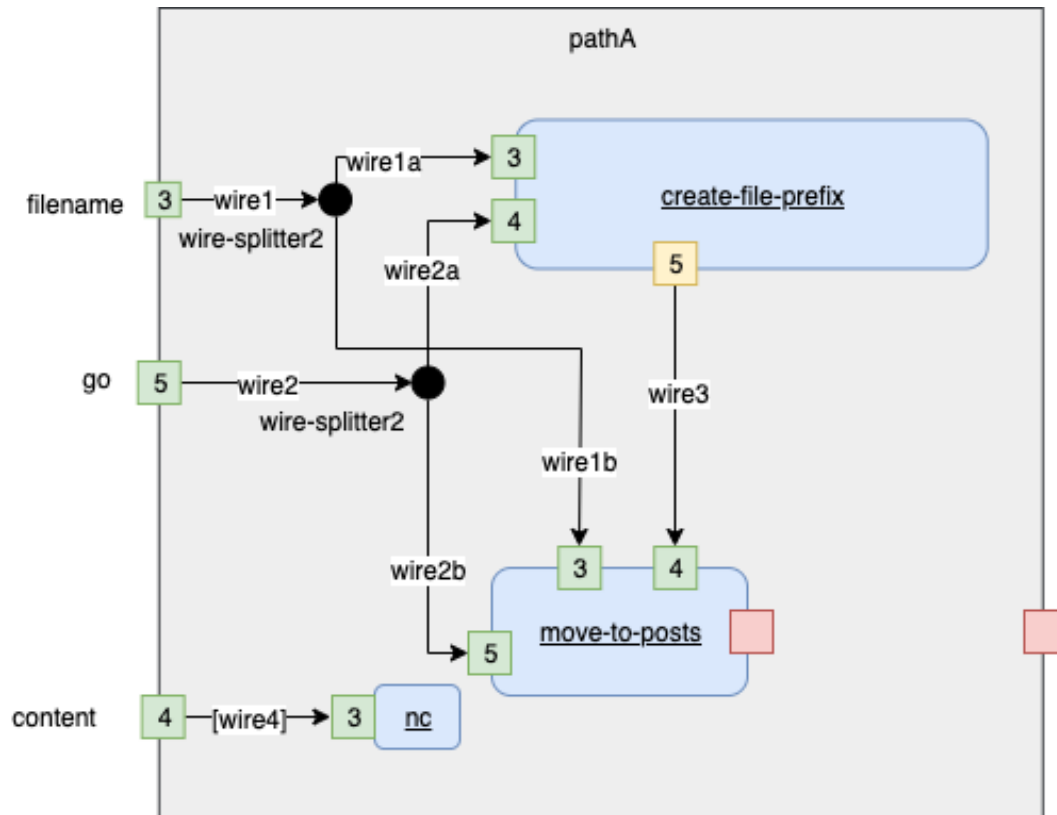 pathA
3
wire1a
3
create-file-prefix
filename
wire1
4
wire-splitter2
wire2a
5
go
5
wire2
wire3
wire-splitter2
wire1b
wire2b
3
4
5
move-to-posts
content
4
[wire4]
3
nc